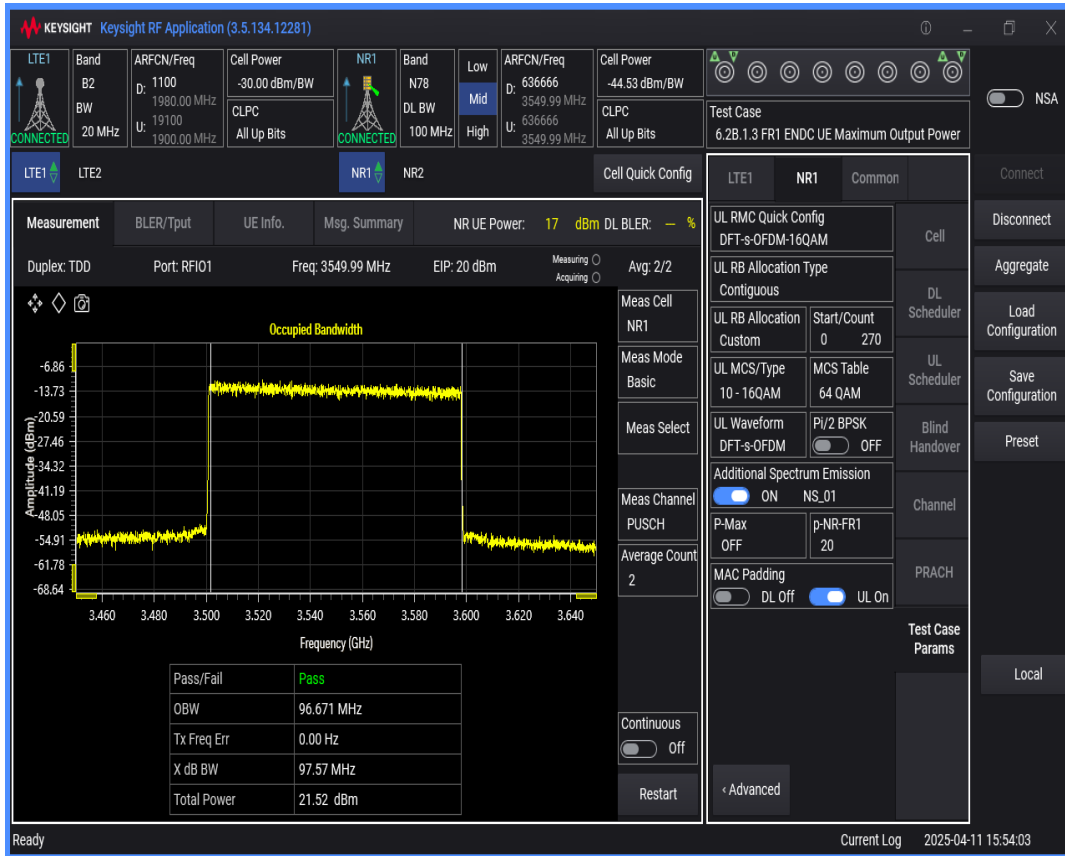 KEYSIGHT Keysight RF Application (3.5.134.12281)
LTE1 Band ARFCN/Freq Cell Power NR1 Band Low ARFCN/Freq Cell Power
B2 D: 1100 -30.00 dBm/BW N78 D: 636666 -44.53 dBm/BW
1980.00 MHz 3549.99 MHz
BW CLPC DL BW Mid CLPC Test Case
CONNECTED 20 MHz U: 19100 All Up Bits CONNECTED 100 MHz High U: 636666 All Up Bits 6.2B.1.3 FR1 ENDC UE Maximum Output Power
1900.00 MHz 3549.99 MHz
NSA
LTE1 LTE2 NR1 NR2 Cell Quick Config
LTE1 NR1 Common
Connect
Measurement BLER/Tput UE Info. Msg. Summary NR UE Power: 17 dBm DL BLER: — %
Duplex: TDD Port: RFIO1 Freq: 3549.99 MHz EIP: 20 dBm Measuring Avg: 2/2
Acquiring
Occupied Bandwidth
Amplitude (dBm)
-6.86
-13.73
-20.59
-27.46
-34.32
-41.19
-48.05
-54.91
-61.78
-68.64
3.460 3.480 3.500 3.520 3.540 3.560 3.580 3.600 3.620 3.640
Frequency (GHz)
Pass/Fail Pass
OBW 96.671 MHz
Tx Freq Err 0.00 Hz
X dB BW 97.57 MHz
Total Power 21.52 dBm
Meas Cell
NR1
Meas Mode
Basic
Meas Select
Meas Channel
PUSCH
Average Count
2
Continuous
Off
Restart
UL RMC Quick Config
DFT-s-OFDM-16QAM
UL RB Allocation Type
Contiguous
UL RB Allocation Start/Count
Custom 0 270
UL MCS/Type MCS Table
10 - 16QAM 64 QAM
UL Waveform Pi/2 BPSK
DFT-s-OFDM OFF
Additional Spectrum Emission
ON NS_01
P-Max p-NR-FR1
OFF 20
MAC Padding
DL Off UL On
‹ Advanced
Cell
DL
Scheduler
UL
Scheduler
Blind
Handover
Channel
PRACH
Test Case
Params
Disconnect
Aggregate
Load
Configuration
Save
Configuration
Preset
Local
Ready Current Log 2025-04-11 15:54:03